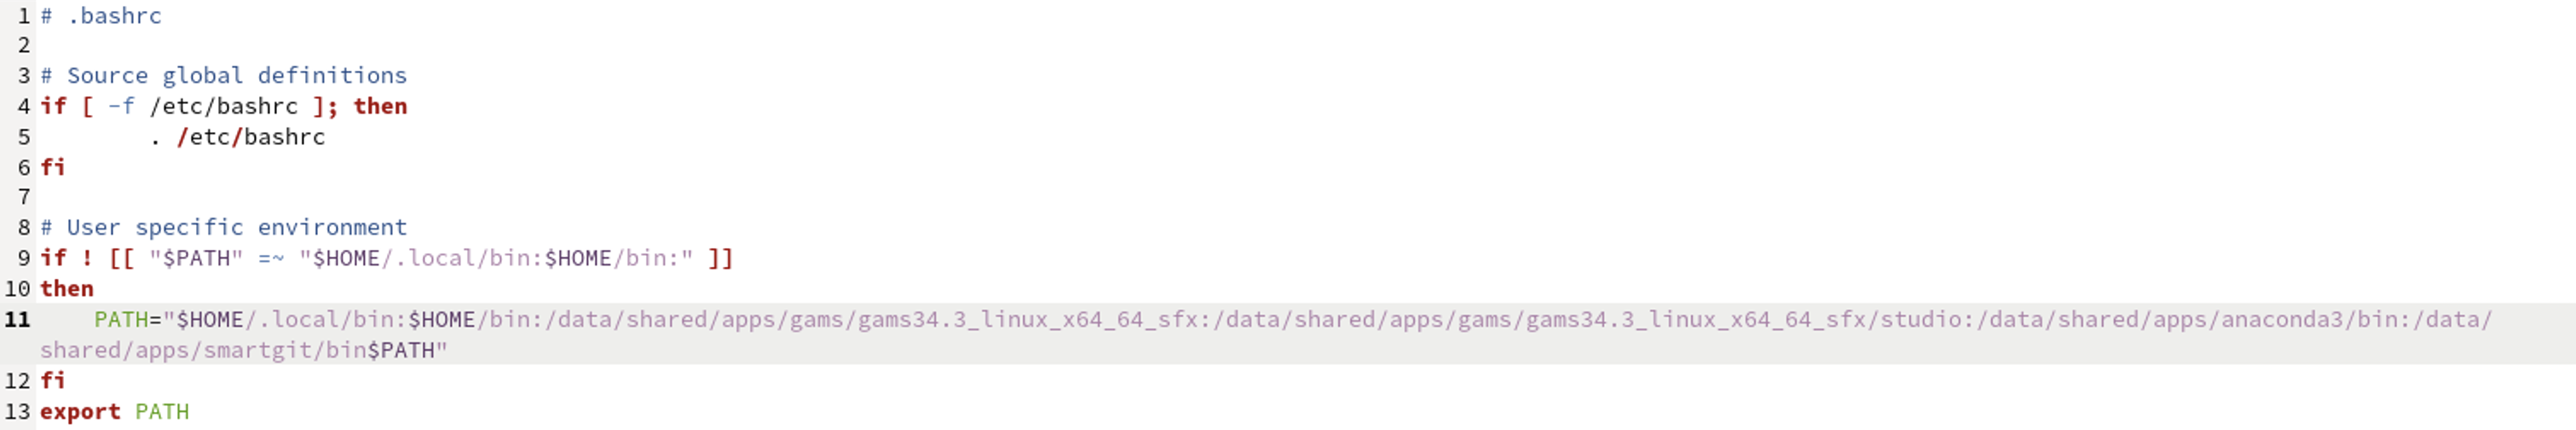 1 # .bashrc
2
3 # Source global definitions
4 if [ -f /etc/bashrc ]; then
5         . /etc/bashrc
6 fi
7
8 # User specific environment
9 if ! [[ "$PATH" =~ "$HOME/.local/bin:$HOME/bin:" ]]
10 then
11     PATH="$HOME/.local/bin:$HOME/bin:/data/shared/apps/gams/gams34.3_linux_x64_64_sfx:/data/shared/apps/gams/gams34.3_linux_x64_64_sfx/studio:/data/shared/apps/anaconda3/bin:/data/
shared/apps/smartgit/bin$PATH"
12 fi
13 export PATH